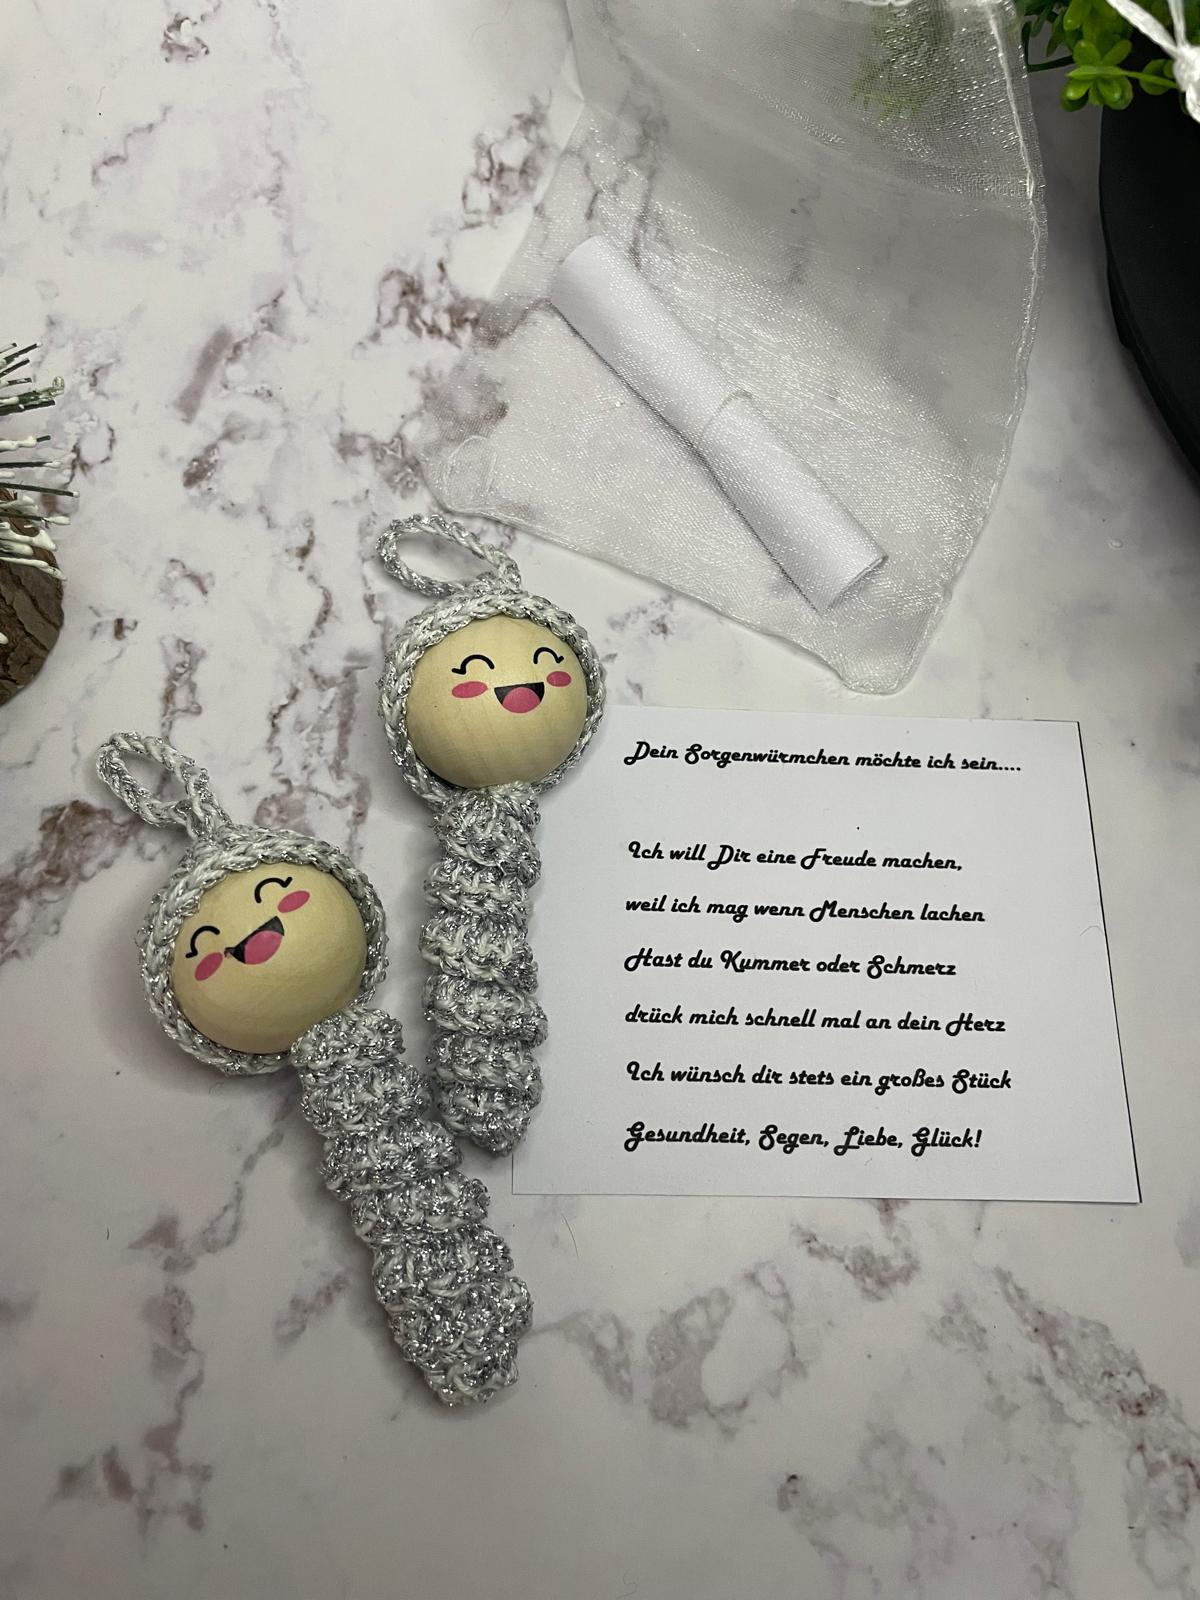 Dein Sorgenwürmchen möchte ich sein....
Ich will Dir eine Freude machen,
weil ich mag wenn Menschen lachen
Hast du Kummer oder Schmerz
drück mich schnell mal an dein Herz
Ich wünsch dir stets ein großes Stück
Gesundheit, Segen, Liebe, Glück!